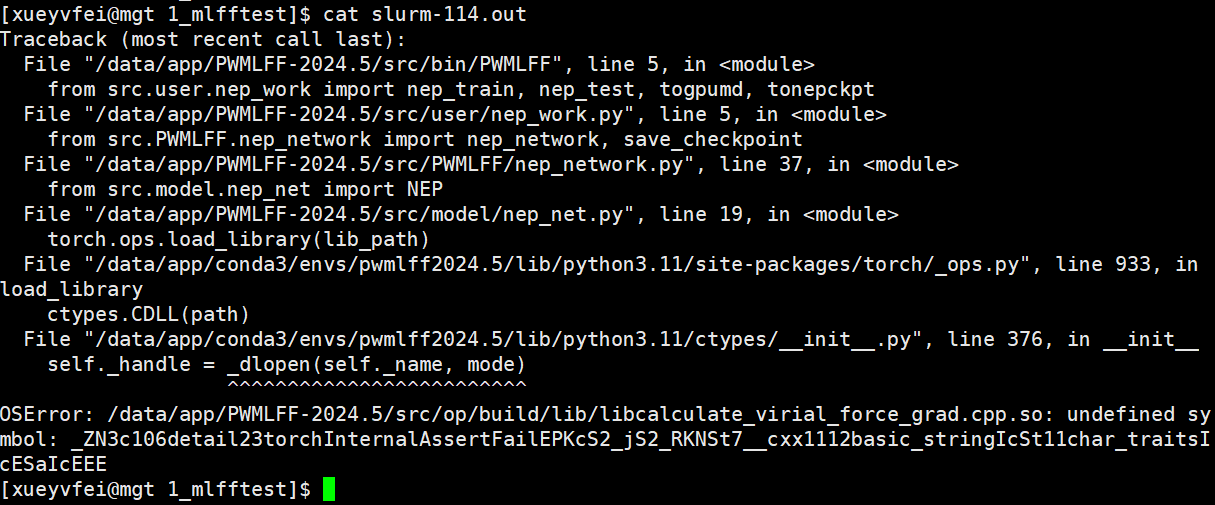 [xueyvfei@mgt 1_mlfftest]$ cat slurm-114.out
Traceback (most recent call last):
  File "/data/app/PWMLFF-2024.5/src/bin/PWMLFF", line 5, in <module>
    from src.user.nep_work import nep_train, nep_test, togpumd, tonepckpt
  File "/data/app/PWMLFF-2024.5/src/user/nep_work.py", line 5, in <module>
    from src.PWMLFF.nep_network import nep_network, save_checkpoint
  File "/data/app/PWMLFF-2024.5/src/PWMLFF/nep_network.py", line 37, in <module>
    from src.model.nep_net import NEP
  File "/data/app/PWMLFF-2024.5/src/model/nep_net.py", line 19, in <module>
    torch.ops.load_library(lib_path)
  File "/data/app/conda3/envs/pwmlff2024.5/lib/python3.11/site-packages/torch/_ops.py", line 933, in
load_library
    ctypes.CDLL(path)
  File "/data/app/conda3/envs/pwmlff2024.5/lib/python3.11/ctypes/__init__.py", line 376, in __init__
    self._handle = _dlopen(self._name, mode)
                   ^^^^^^^^^^^^^^^^^^^^^^^^^
OSError: /data/app/PWMLFF-2024.5/src/op/build/lib/libcalculate_virial_force_grad.cpp.so: undefined sy
mbol: _ZN3c106detail23torchInternalAssertFailEPKcS2_jS2_RKNSt7__cxx1112basic_stringIcSt11char_traitsI
cESaIcEEE
[xueyvfei@mgt 1_mlfftest]$